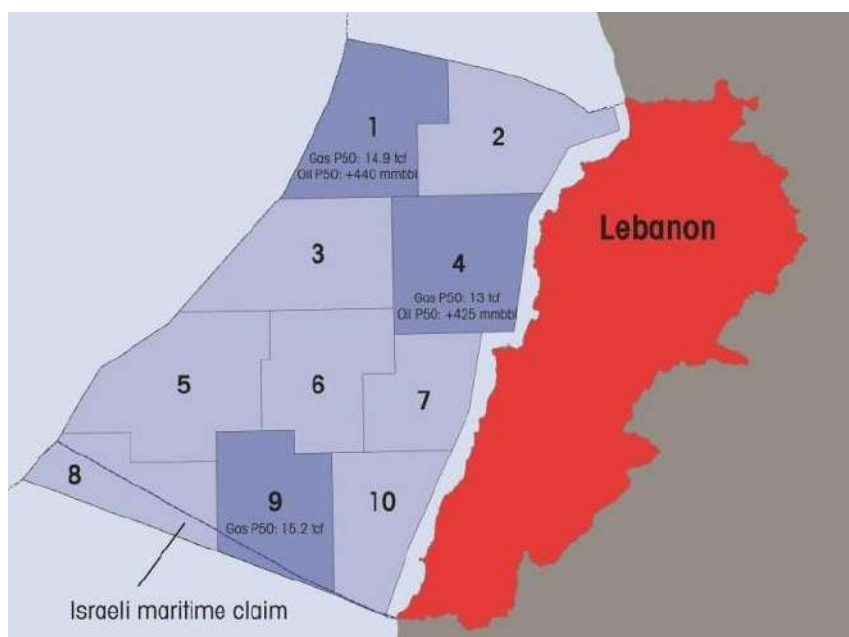 1
Gas P50: 14.9 tcf
Oil P50: +440 mmbbl
2
3
4
Gas P50: 13 tcf
Oil P50: +425 mmbbl
Lebanon
5
6
7
8
9
Gas P50: 15.2 tcf
10
Israeli maritime claim